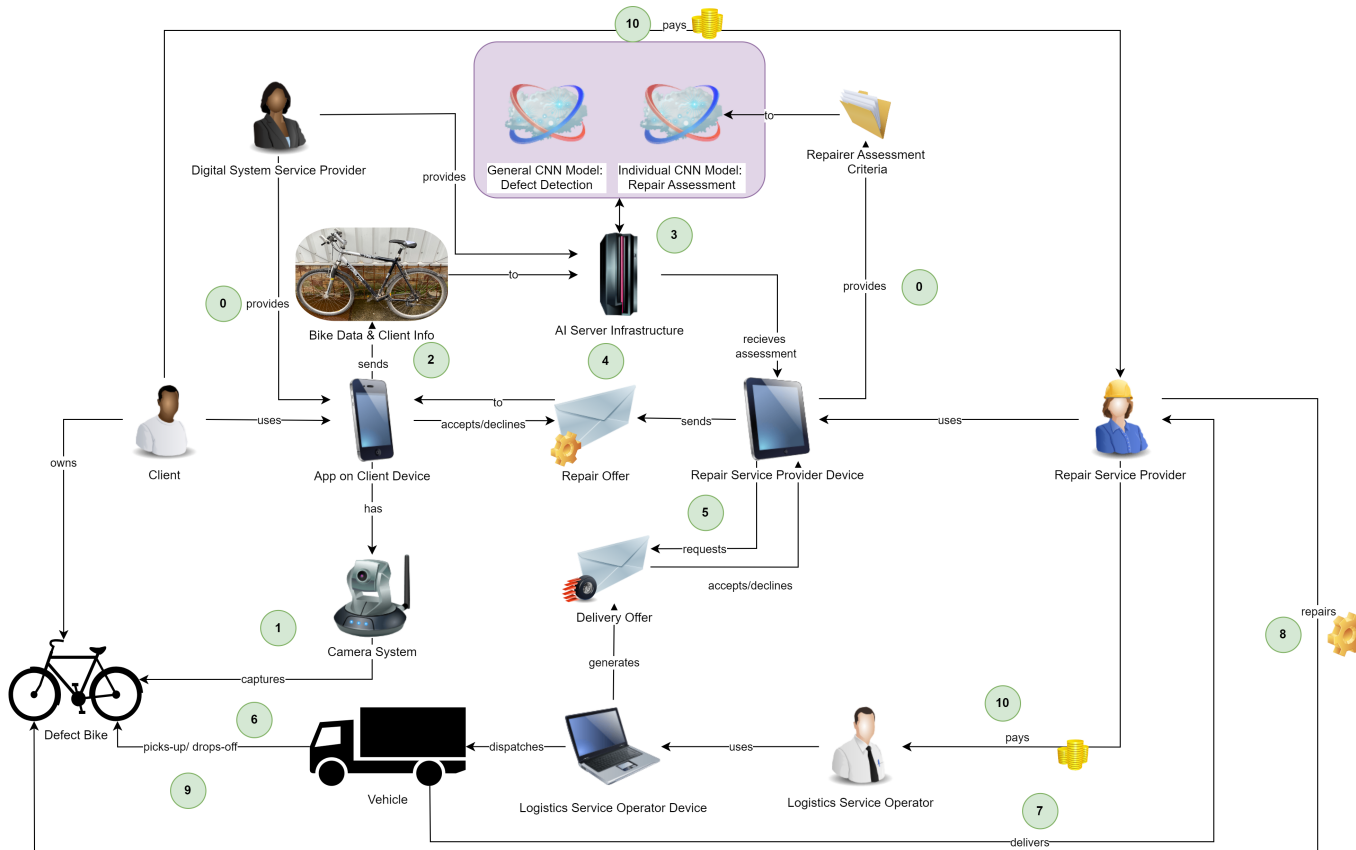 10
pays
Digital System Service Provider
General CNN Model:
Defect Detection
Individual CNN Model:
Repair Assessment
to
Repairer Assessment
Criteria
provides
3
0
provides
to
provides
0
Bike Data & Client Info
AI Server Infrastructure
2
sends
4
recieves
assessment
to
uses
accepts/declines
sends
uses
owns
Client
App on Client Device
Repair Offer
Repair Service Provider Device
Repair Service Provider
has
5
requests
accepts/declines
Delivery Offer
1
Camera System
generates
captures
repairs
8
Defect Bike
6
picks-up/ drops-off
dispatches
uses
10
pays
9
Vehicle
Logistics Service Operator Device
Logistics Service Operator
7
delivers